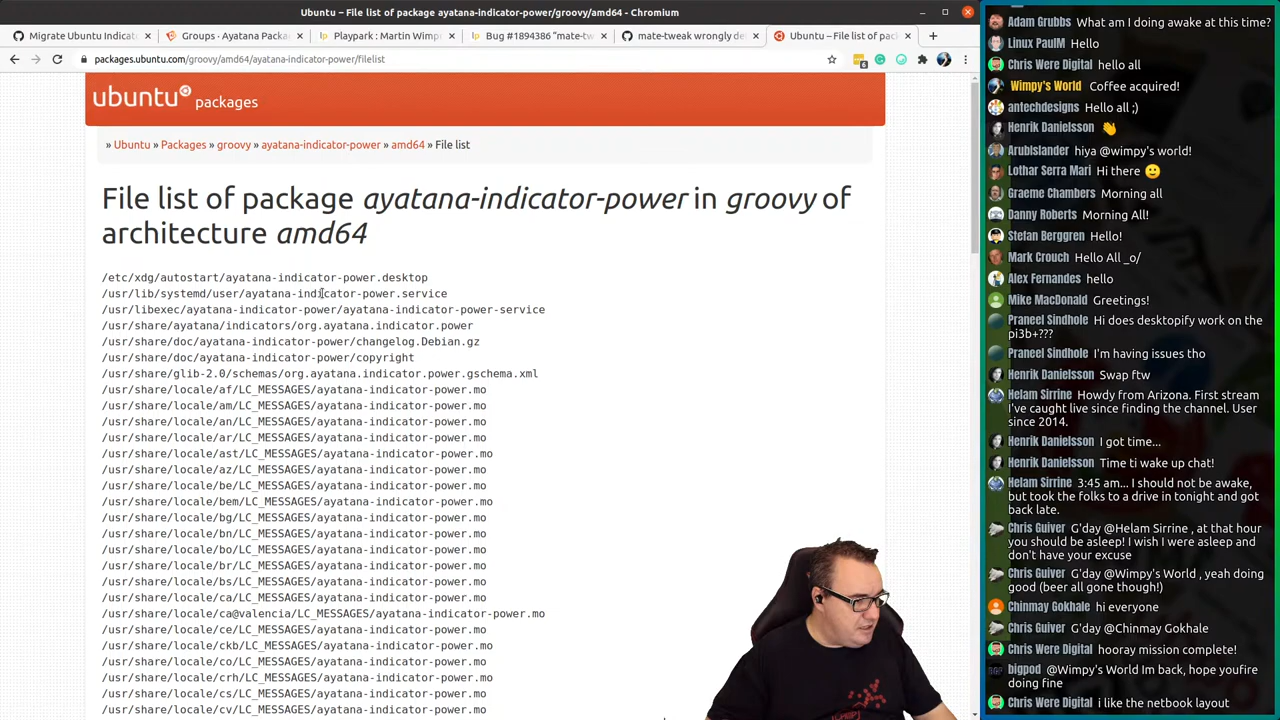 Ubuntu – File list of package ayatana-indicator-power/groovy/amd64 - Chromium
Migrate Ubuntu Indicat
Groups · Ayatana Packa
Playpark : Martin Wimp
Bug #1894386 "mate-tw
mate-tweak wrongly de
Ubuntu – File list of pac
packages.ubuntu.com/groovy/amd64/ayatana-indicator-power/filelist
ubuntu packages
» Ubuntu » Packages » groovy » ayatana-indicator-power » amd64 » File list
File list of package ayatana-indicator-power in groovy of
architecture amd64
/etc/xdg/autostart/ayatana-indicator-power.desktop
/usr/lib/systemd/user/ayatana-indicator-power.service
/usr/libexec/ayatana-indicator-power/ayatana-indicator-power-service
/usr/share/ayatana/indicators/org.ayatana.indicator.power
/usr/share/doc/ayatana-indicator-power/changelog.Debian.gz
/usr/share/doc/ayatana-indicator-power/copyright
/usr/share/glib-2.0/schemas/org.ayatana.indicator.power.gschema.xml
/usr/share/locale/af/LC_MESSAGES/ayatana-indicator-power.mo
/usr/share/locale/am/LC_MESSAGES/ayatana-indicator-power.mo
/usr/share/locale/an/LC_MESSAGES/ayatana-indicator-power.mo
/usr/share/locale/ar/LC_MESSAGES/ayatana-indicator-power.mo
/usr/share/locale/ast/LC_MESSAGES/ayatana-indicator-power.mo
/usr/share/locale/az/LC_MESSAGES/ayatana-indicator-power.mo
/usr/share/locale/be/LC_MESSAGES/ayatana-indicator-power.mo
/usr/share/locale/bem/LC_MESSAGES/ayatana-indicator-power.mo
/usr/share/locale/bg/LC_MESSAGES/ayatana-indicator-power.mo
/usr/share/locale/bn/LC_MESSAGES/ayatana-indicator-power.mo
/usr/share/locale/bo/LC_MESSAGES/ayatana-indicator-power.mo
/usr/share/locale/br/LC_MESSAGES/ayatana-indicator-power.mo
/usr/share/locale/bs/LC_MESSAGES/ayatana-indicator-power.mo
/usr/share/locale/ca/LC_MESSAGES/ayatana-indicator-power.mo
/usr/share/locale/ca@valencia/LC_MESSAGES/ayatana-indicator-power.mo
/usr/share/locale/ce/LC_MESSAGES/ayatana-indicator-power.mo
/usr/share/locale/ckb/LC_MESSAGES/ayatana-indicator-power.mo
/usr/share/locale/co/LC_MESSAGES/ayatana-indicator-power.mo
/usr/share/locale/crh/LC_MESSAGES/ayatana-indicator-power.mo
/usr/share/locale/cs/LC_MESSAGES/ayatana-indicator-power.mo
/usr/share/locale/cv/LC_MESSAGES/ayatana-indicator-power.mo
Adam Grubbs What am I doing awake at this time?
Linux PaulM Hello
Chris Were Digital hello all
Wimpy's World Coffee acquired!
antechdesigns Hello all ;)
Henrik Danielsson 👋
ArubIslander hiya @wimpy's world!
Lothar Serra Mari Hi there 🙂
Graeme Chambers Morning all
Danny Roberts Morning All!
Stefan Berggren Hello!
Mark Crouch Hello All _o/
Alex Fernandes hello
Mike MacDonald Greetings!
Praneel Sindhole Hi does desktopify work on the
pi3b+???
Praneel Sindhole I'm having issues tho
Henrik Danielsson Swap ftw
Helam Sirrine Howdy from Arizona. First stream
I've caught live since finding the channel. User
since 2014.
Henrik Danielsson I got time...
Henrik Danielsson Time ti wake up chat!
Helam Sirrine 3:45 am... I should not be awake,
but took the folks to a drive in tonight and got
back late.
Chris Guiver G'day @Helam Sirrine , at that hour
you should be asleep! I wish I were asleep and
don't have your excuse
Chris Guiver G'day @Wimpy's World , yeah doing
good (beer all gone though!)
Chinmay Gokhale hi everyone
Chris Guiver G'day @Chinmay Gokhale
Chris Were Digital hooray mission complete!
bigpod @Wimpy's World Im back, hope youfire
doing fine
Chris Were Digital i like the netbook layout